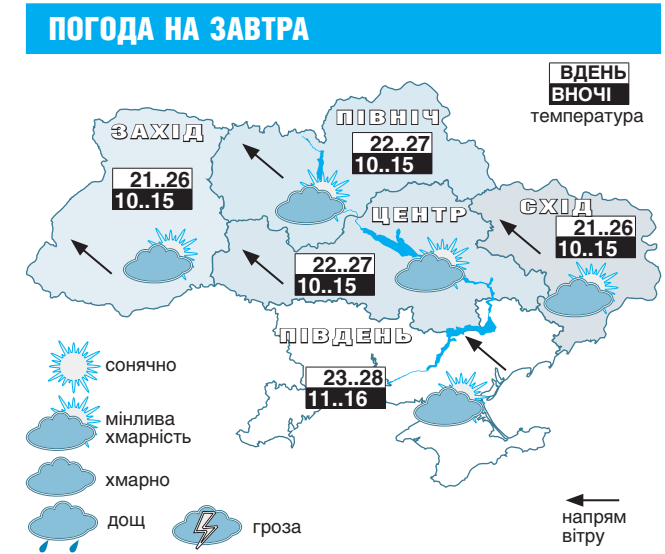 ПОГОДА НА ЗАВТРА
ВДЕНЬ
ВНОЧІ
температура
ЗАХІД
21..26
10..15
ПІВНІЧ
22..27
10..15
ЦЕНТР
22..27
10..15
СХІД
21..26
10..15
ПІВДЕНЬ
23..28
11..16
сонячно
мінлива
хмарність
хмарно
дощ
гроза
напрям
вітру